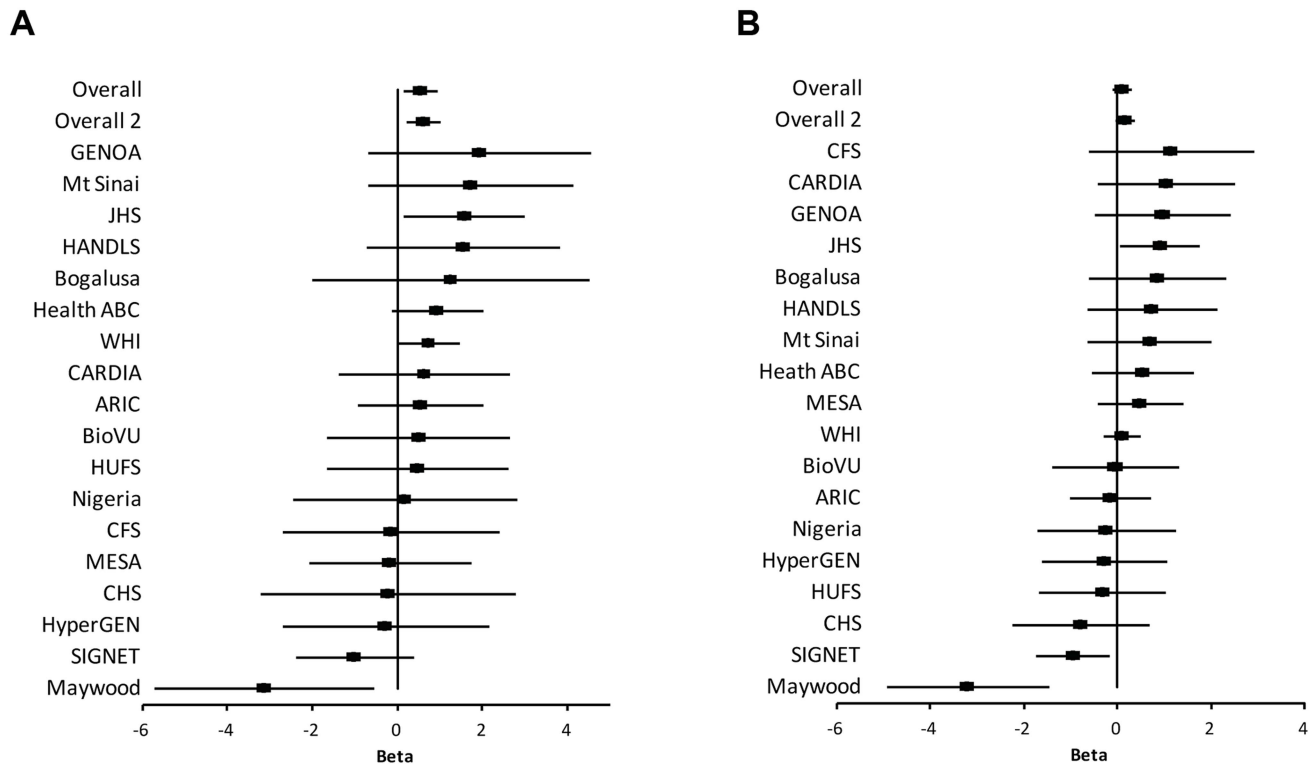 A
Overall
Overall 2
GENOA
Mt Sinai
JHS
HANDLS
Bogalusa
Health ABC
WHI
CARDIA
ARIC
BioVU
HUFS
Nigeria
CFS
MESA
CHS
HyperGEN
SIGNET
Maywood
-6 -4 -2 0 2 4
Beta
B
Overall
Overall 2
CFS
CARDIA
GENOA
JHS
Bogalusa
HANDLS
Mt Sinai
Heath ABC
MESA
WHI
BioVU
ARIC
Nigeria
HyperGEN
HUFS
CHS
SIGNET
Maywood
-6 -4 -2 0 2 4
Beta